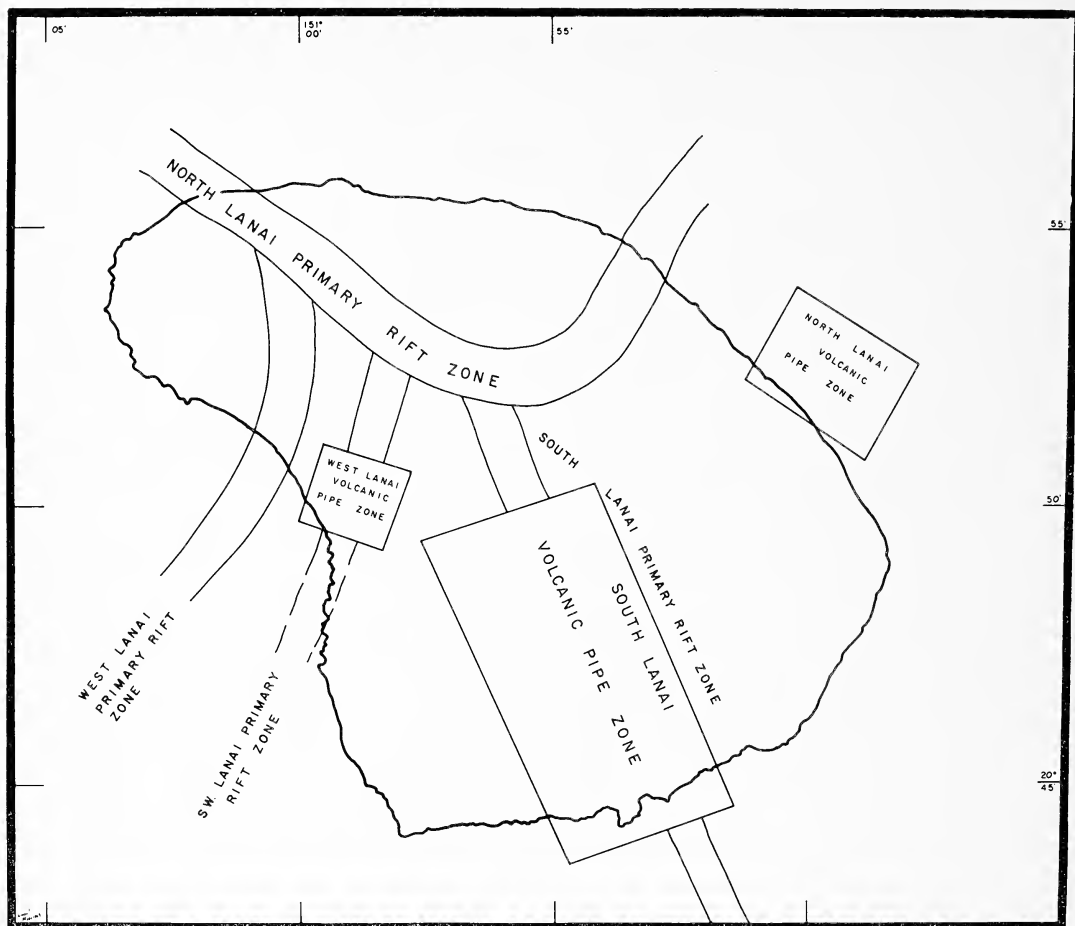 05'
151°
00'
55'
NORTH LANAI PRIMARY RIFT ZONE
55'
NORTH LANAI
VOLCANIC
PIPE ZONE
WEST LANAI
VOLCANIC
PIPE ZONE
SOUTH LANAI PRIMARY RIFT ZONE
50'
SOUTH LANAI
VOLCANIC PIPE ZONE
WEST LANAI
PRIMARY RIFT
ZONE
SW. LANAI PRIMARY
RIFT ZONE
20°
45'